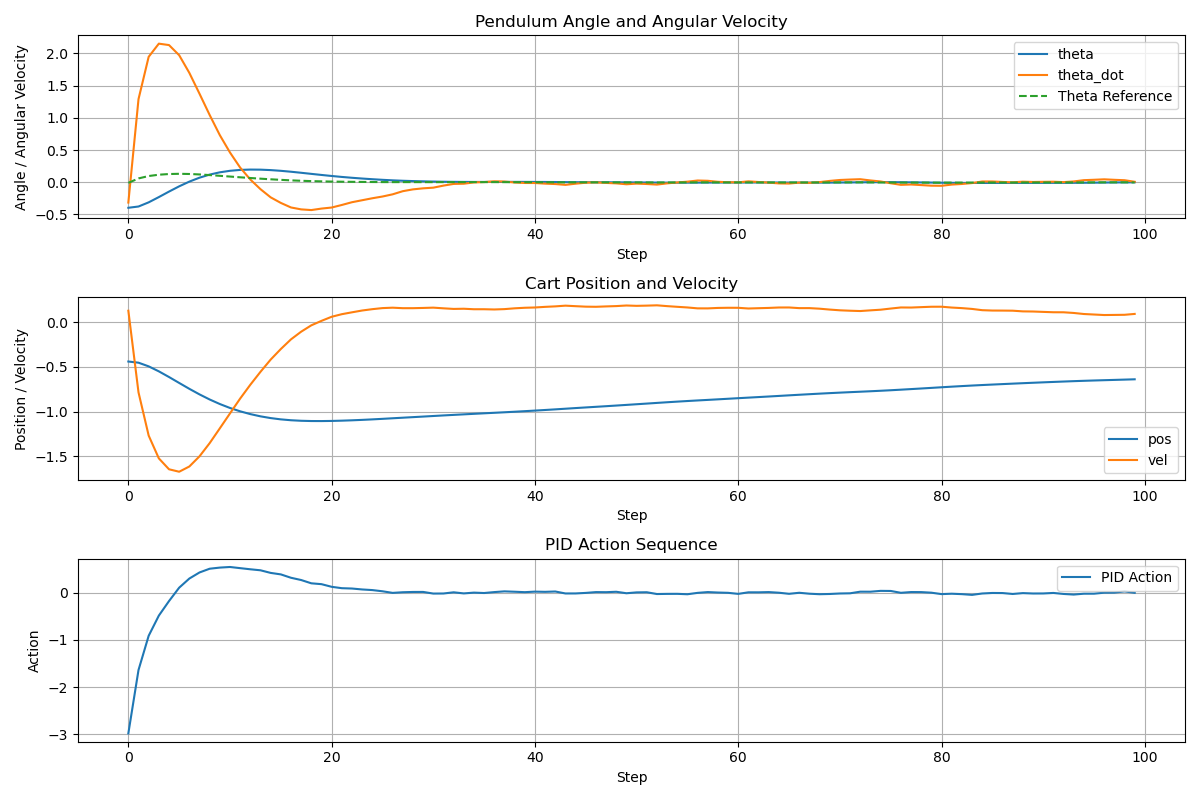 Pendulum Angle and Angular Velocity
Angle / Angular Velocity
2.0
1.5
1.0
0.5
0.0
−0.5
theta
theta_dot
Theta Reference
0 20 40 60 80 100
Step
Cart Position and Velocity
Position / Velocity
0.0
−0.5
−1.0
−1.5
pos
vel
0 20 40 60 80 100
Step
PID Action Sequence
Action
0
−1
−2
−3
PID Action
0 20 40 60 80 100
Step